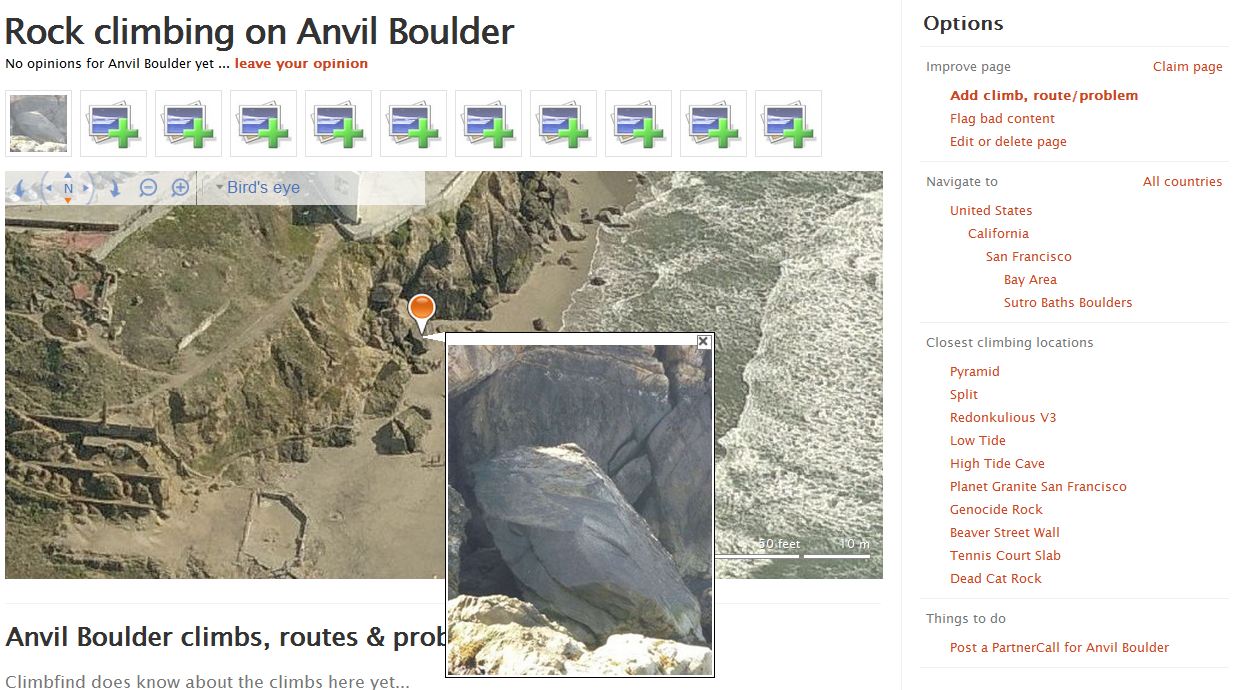 Rock climbing on Anvil Boulder
No opinions for Anvil Boulder yet ... leave your opinion
N
Bird's eye
50 feet 10 m
Anvil Boulder climbs, routes & prob
Climbfind does know about the climbs here yet...
Options
Improve page Claim page
Add climb, route/problem
Flag bad content
Edit or delete page
Navigate to All countries
United States
California
San Francisco
Bay Area
Sutro Baths Boulders
Closest climbing locations
Pyramid
Split
Redonkulious V3
Low Tide
High Tide Cave
Planet Granite San Francisco
Genocide Rock
Beaver Street Wall
Tennis Court Slab
Dead Cat Rock
Things to do
Post a PartnerCall for Anvil Boulder